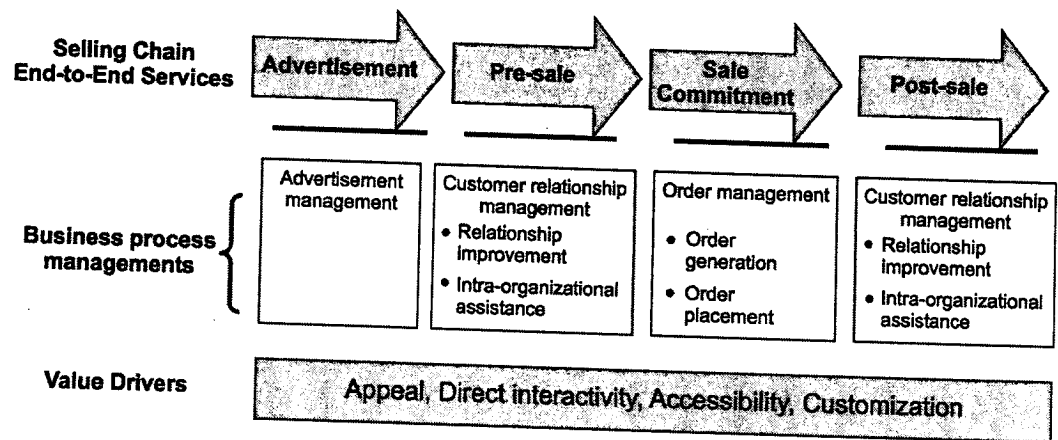 Selling Chain
End-to-End Services
Advertisement
Pre-sale
Sale
Commitment
Post-sale
Business process
managements
Advertisement
management
Customer relationship
management
• Relationship
improvement
• Intra-organizational
assistance
Order management
• Order
generation
• Order
placement
Customer relationship
management
• Relationship
improvement
• Intra-organizational
assistance
Value Drivers
Appeal, Direct interactivity, Accessibility, Customization